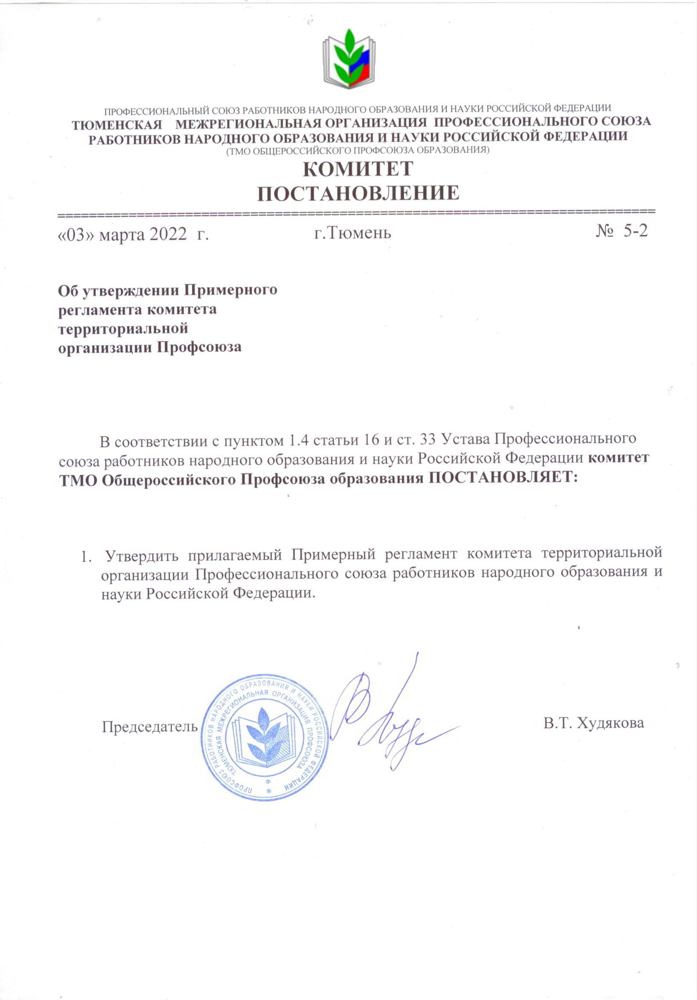 ПРОФЕССИОНАЛЬНЫЙ СОЮЗ РАБОТНИКОВ НАРОДНОГО ОБРАЗОВАНИЯ И НАУКИ РОССИЙСКОЙ ФЕДЕРАЦИИ
ТЮМЕНСКАЯ МЕЖРЕГИОНАЛЬНАЯ ОРГАНИЗАЦИЯ ПРОФЕССИОНАЛЬНОГО СОЮЗА
РАБОТНИКОВ НАРОДНОГО ОБРАЗОВАНИЯ И НАУКИ РОССИЙСКОЙ ФЕДЕРАЦИИ
(ТМО ОБЩЕРОССИЙСКОГО ПРОФСОЮЗА ОБРАЗОВАНИЯ)
КОМИТЕТ
ПОСТАНОВЛЕНИЕ
«03» марта 2022 г. г.Тюмень № 5-2
Об утверждении Примерного
регламента комитета
территориальной
организации Профсоюза
В соответствии с пунктом 1.4 статьи 16 и ст. 33 Устава Профессионального
союза работников народного образования и науки Российской Федерации комитет
ТМО Общероссийского Профсоюза образования ПОСТАНОВЛЯЕТ:
1. Утвердить прилагаемый Примерный регламент комитета территориальной
организации Профессионального союза работников народного образования и
науки Российской Федерации.
Председатель В.Т. Худякова
ПРОФСОЮЗ РАБОТНИКОВ НАРОДНОГО ОБРАЗОВАНИЯ И НАУКИ РОССИЙСКОЙ ФЕДЕРАЦИИ *
ТЮМЕНСКАЯ МЕЖРЕГИОНАЛЬНАЯ ОРГАНИЗАЦИЯ ПРОФСОЮЗА *